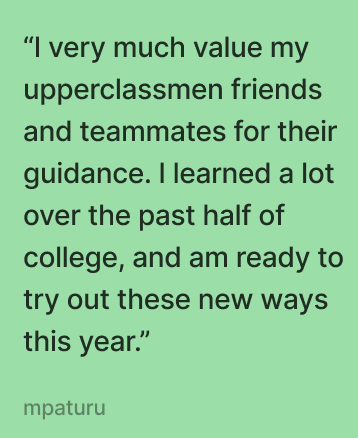 “I very much value my
upperclassmen friends
and teammates for their
guidance. I learned a lot
over the past half of
college, and am ready to
try out these new ways
this year.”
mpaturu